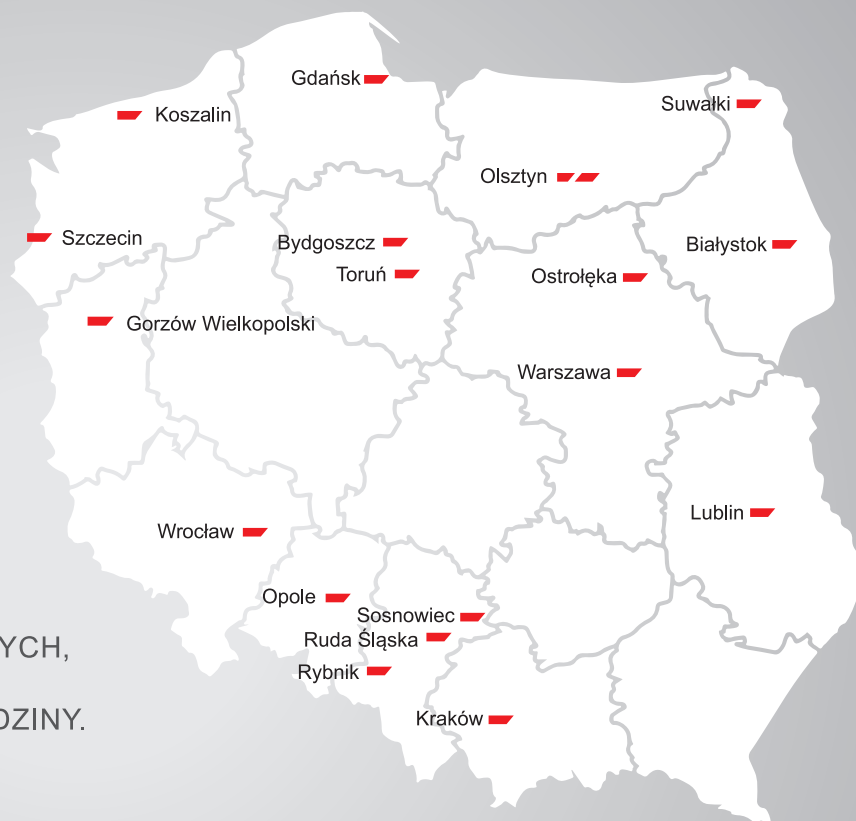 Gdańsk
Suwałki
Koszalin
Olsztyn
Szczecin
Bydgoszcz
Białystok
Toruń
Ostrołęka
Gorzów Wielkopolski
Warszawa
Lublin
Wrocław
Opole
Sosnowiec
Ruda Śląska
YCH,
Rybnik
DZINY.
Kraków